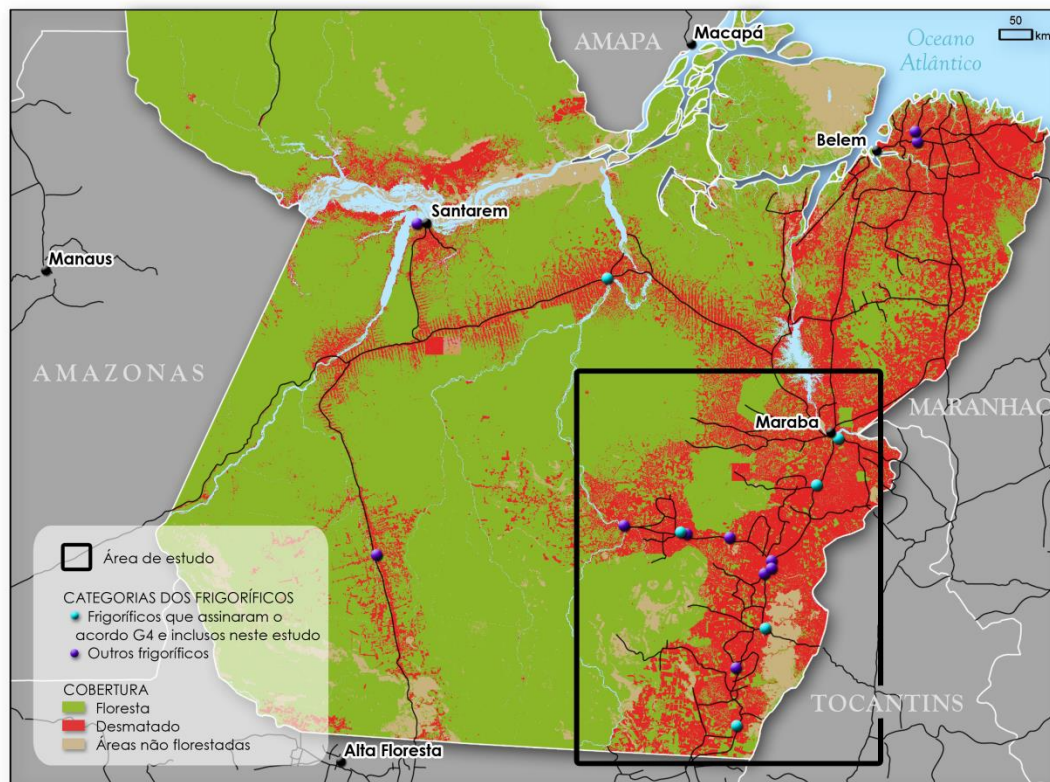 AMAPA
Macapá
50
km
Oceano
Atlântico
Belem
Santarem
Manaus
AMAZONAS
MARANHAO
Maraba
Área de estudo
CATEGORIAS DOS FRIGORÍFICOS
Frigoríficos que assinaram o
acordo G4 e inclusos neste estudo
Outros frigoríficos
COBERTURA
Floresta
Desmatado
Áreas não florestadas
TOCANTINS
Alta Floresta